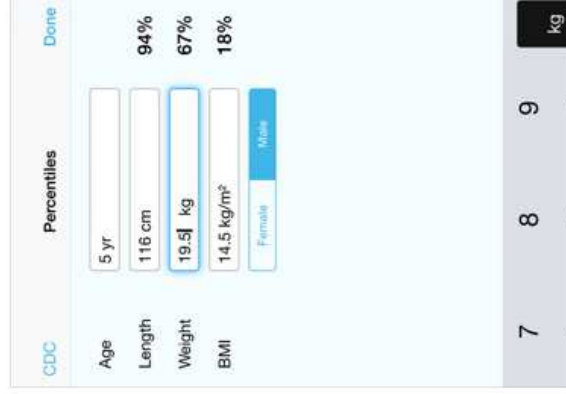 CDC Percentiles Done
Age 5 yr
Length 116 cm 94%
Weight 19.5 kg 67%
BMI 14.5 kg/m² 18%
Female Male
7 8 9 kg